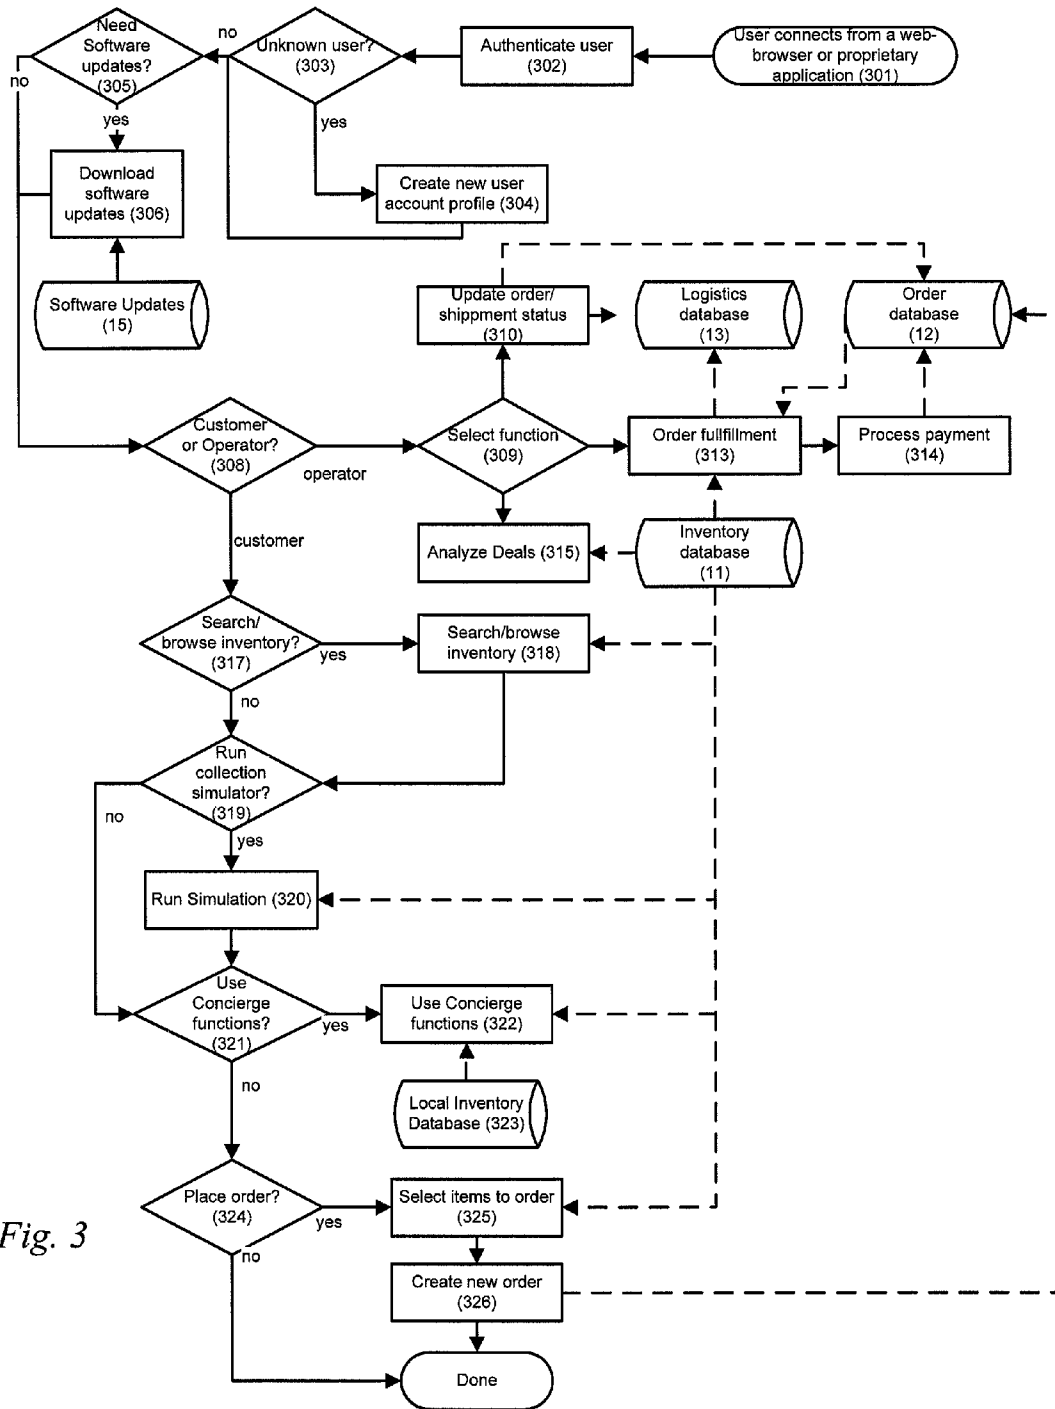 Need
Software
updates?
(305)
no
Unknown user?
(303)
Authenticate user
(302)
User connects from a web-
browser or proprietary
application (301)
no
yes
yes
Download
software
updates (306)
Create new user
account profile (304)
Software Updates
(15)
Update order/
shippment status
(310)
Logistics
database
(13)
Order
database
(12)
Customer
or Operator?
(308)
operator
Select function
(309)
Order fullfillment
(313)
Process payment
(314)
customer
Analyze Deals (315)
Inventory
database
(11)
Search/
browse inventory?
(317)
yes
Search/browse
inventory (318)
no
Run
collection
simulator?
(319)
no
yes
Run Simulation (320)
Use
Concierge
functions?
(321)
yes
Use Concierge
functions (322)
no
Local Inventory
Database (323)
Place order?
(324)
yes
Select items to order
(325)
no
Create new order
(326)
Done
Fig. 3